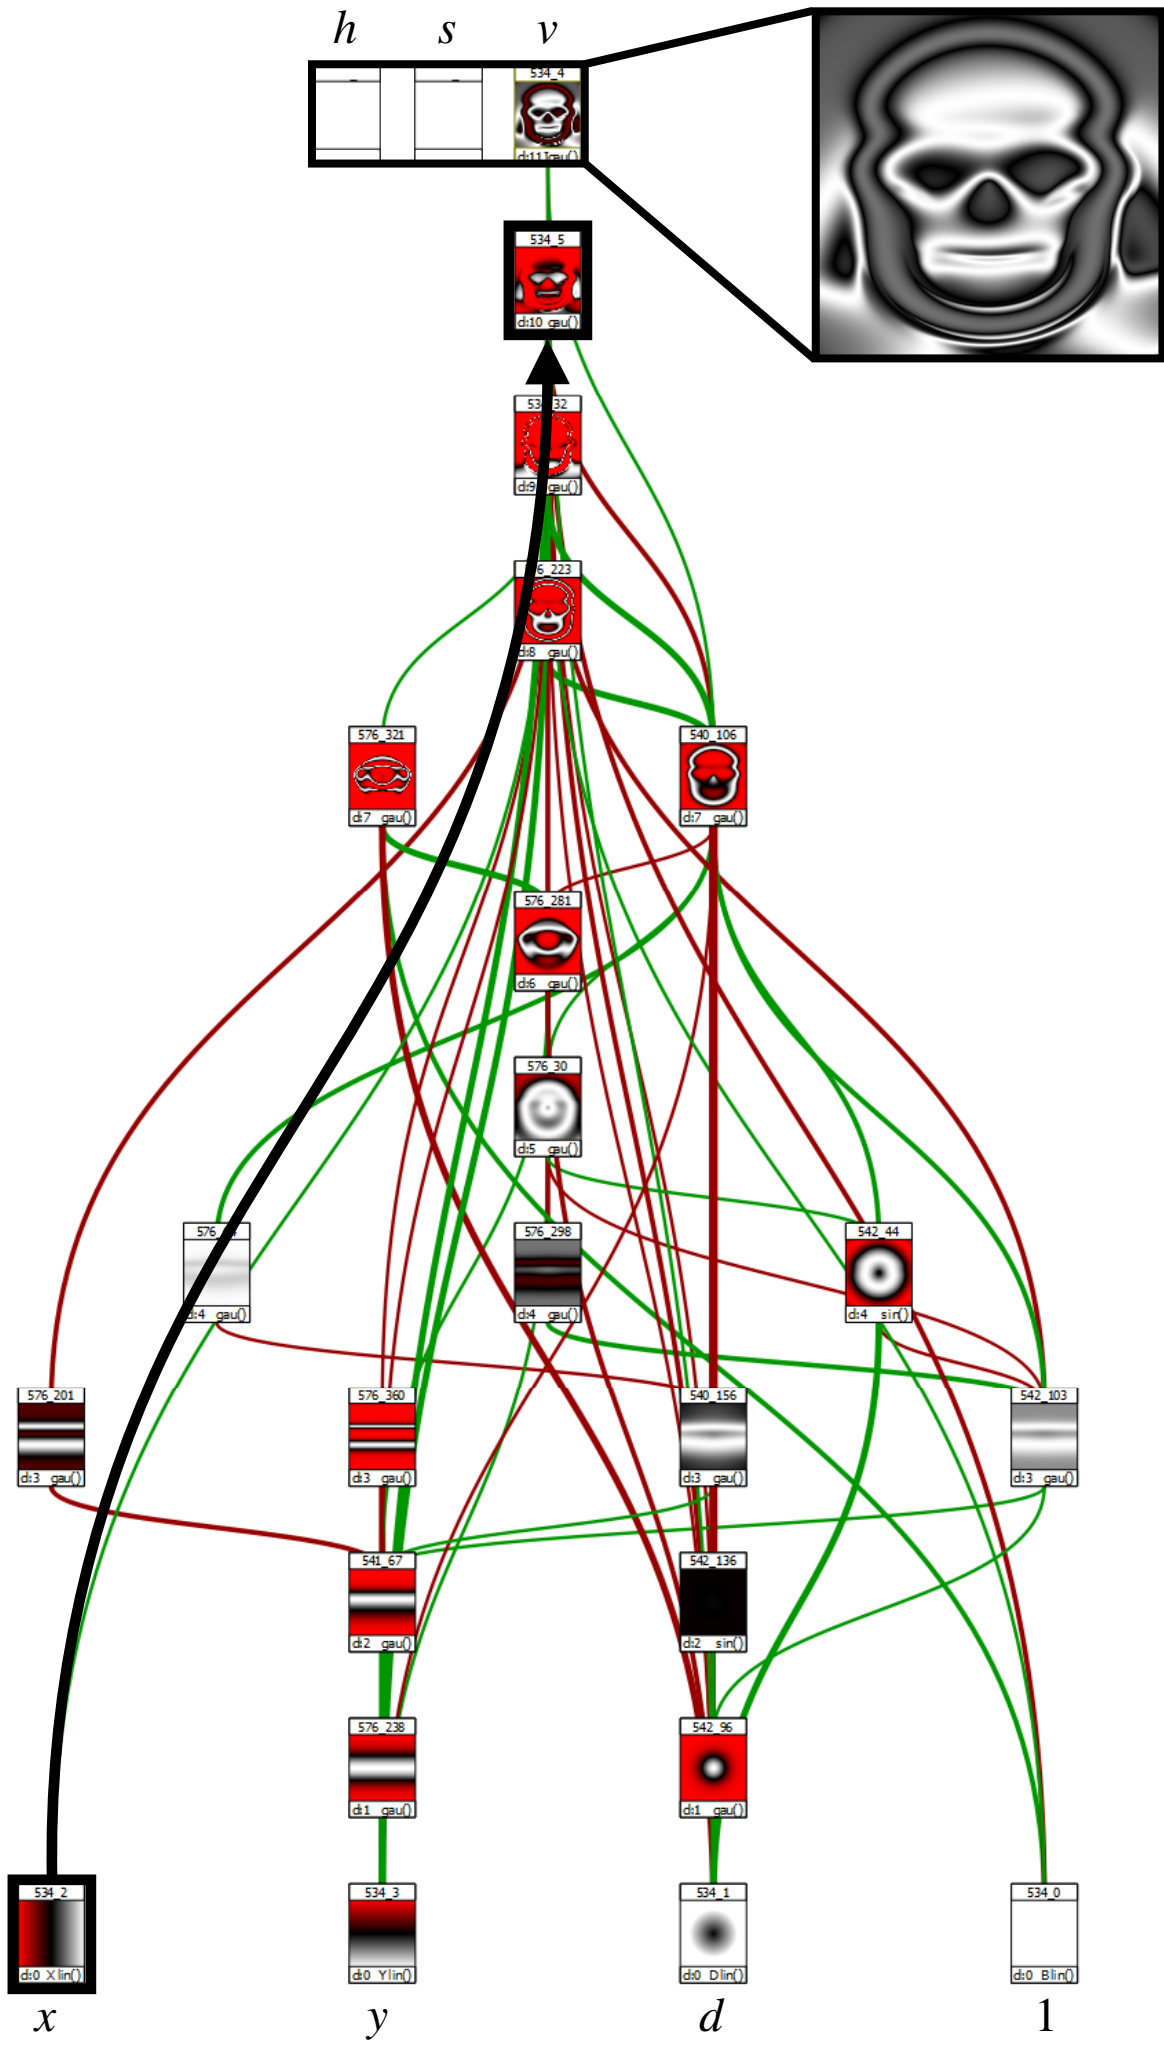 h s v
534_4
534_5
d:10 gau()
d:9 gau()
d:8 gau()
576_321
540_106
d:7 gau()
d:7 gau()
576_281
d:6 gau()
576_30
d:5 gau()
576_298
542_44
d:4 gau()
d:4 gau()
d:4 sin()
576_201
576_360
540_156
542_103
d:3 gau()
d:3 gau()
d:3 gau()
d:3 gau()
541_67
542_136
d:2 gau()
d:2 sin()
576_238
542_96
d:1 gau()
d:1 gau()
534_2
534_3
534_1
534_0
d:0 Xlin()
d:0 Ylin()
d:0 Dlin()
d:0 Blin()
x y d 1